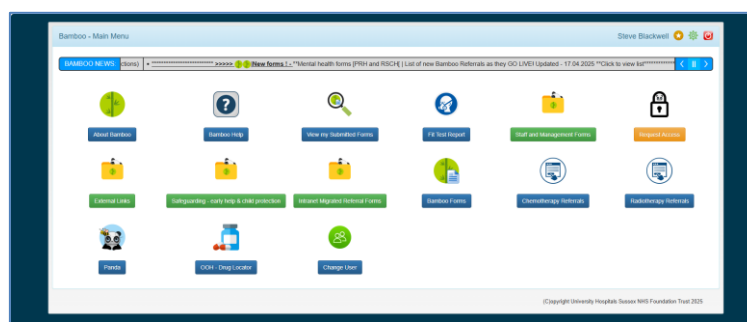 Bamboo - Main Menu
Steve Blackwell
BAMBOO NEWS
ctions) | * ********************** >>>>> New forms ! - **Mental health forms [PRH and RSCH[ | List of new Bamboo Referrals as they GO LIVE! Updated - 17.04.2025 **Click to view list**********
About Bamboo
Bamboo Help
View my Submitted Forms
Fit Test Report
Staff and Management Forms
Request Access
External Links
Safeguarding - early help & child protection
Intranet Migrated Referral Forms
Bamboo Forms
Chemotherapy Referrals
Radiotherapy Referrals
Panda
OOH - Drug Locator
Change User
(C)opyright University Hospitals Sussex NHS Foundation Trust 2025